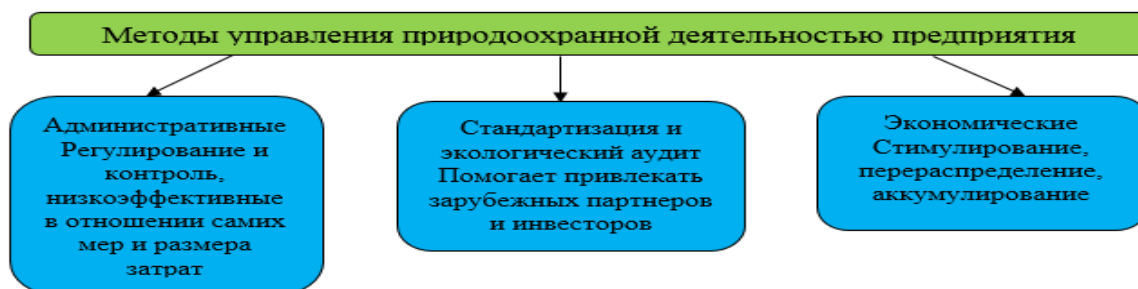 Методы управления природоохранной деятельностью предприятия
Административные
Регулирование и
контроль,
низкоэффективные
в отношении самих
мер и размера
затрат
Стандартизация и
экологический аудит
Помогает привлекать
зарубежных партнеров
и инвесторов
Экономические
Стимулирование,
перераспределение,
аккумулирование